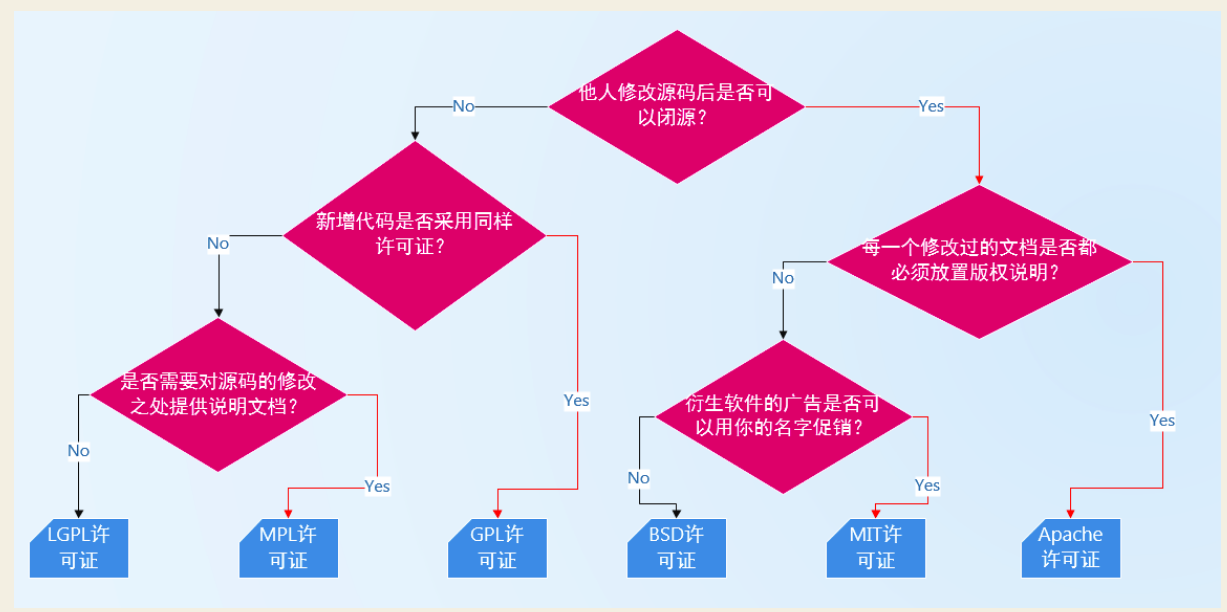 他人修改源码后是否可
以闭源？
No
Yes
新增代码是否采用同样
许可证？
No
每一个修改过的文档是否都
必须放置版权说明？
No
是否需要对源码的修改
之处提供说明文档？
衍生软件的广告是否可
以用你的名字促销？
Yes
Yes
No
No
Yes
Yes
LGPL许
可证
MPL许
可证
GPL许
可证
BSD许
可证
MIT许
可证
Apache
许可证